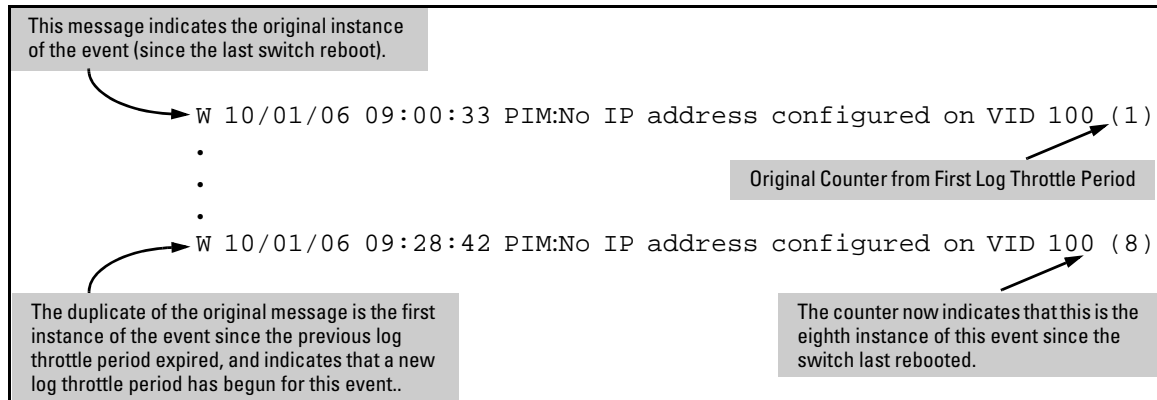 This message indicates the original instance
of the event (since the last switch reboot).
W 10/01/06 09:00:33 PIM:No IP address configured on VID 100 (1)
.
.
.
Original Counter from First Log Throttle Period
W 10/01/06 09:28:42 PIM:No IP address configured on VID 100 (8)
The duplicate of the original message is the first
instance of the event since the previous log
throttle period expired, and indicates that a new
log throttle period has begun for this event..
The counter now indicates that this is the
eighth instance of this event since the
switch last rebooted.